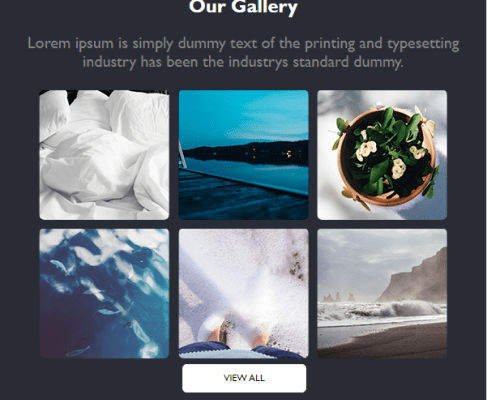 Our Gallery
Lorem ipsum is simply dummy text of the printing and typesetting
industry has been the industrys standard dummy.
VIEW ALL